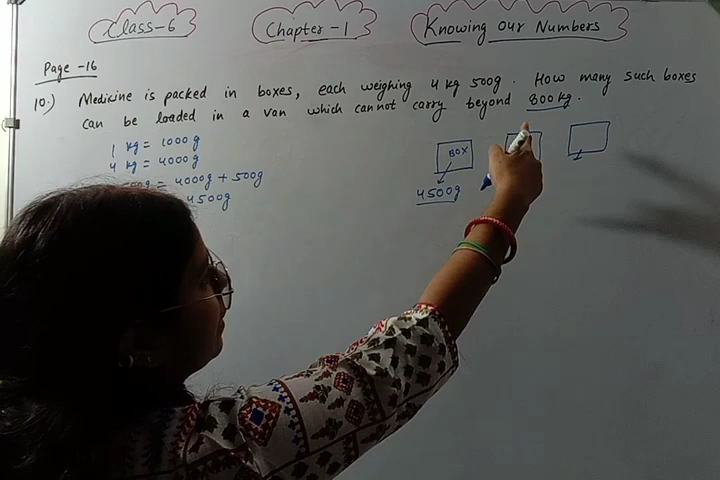 Class-6
Chapter-1
Knowing Our Numbers
Page -16
10.) Medicine is packed in boxes, each weighing 4 kg 500g. How many such boxes
can be loaded in a van which cannot carry beyond 800 kg.
1 kg = 1000 g
4 kg = 4000g
500g = 4000g + 500g
4500g
BOX
4500g